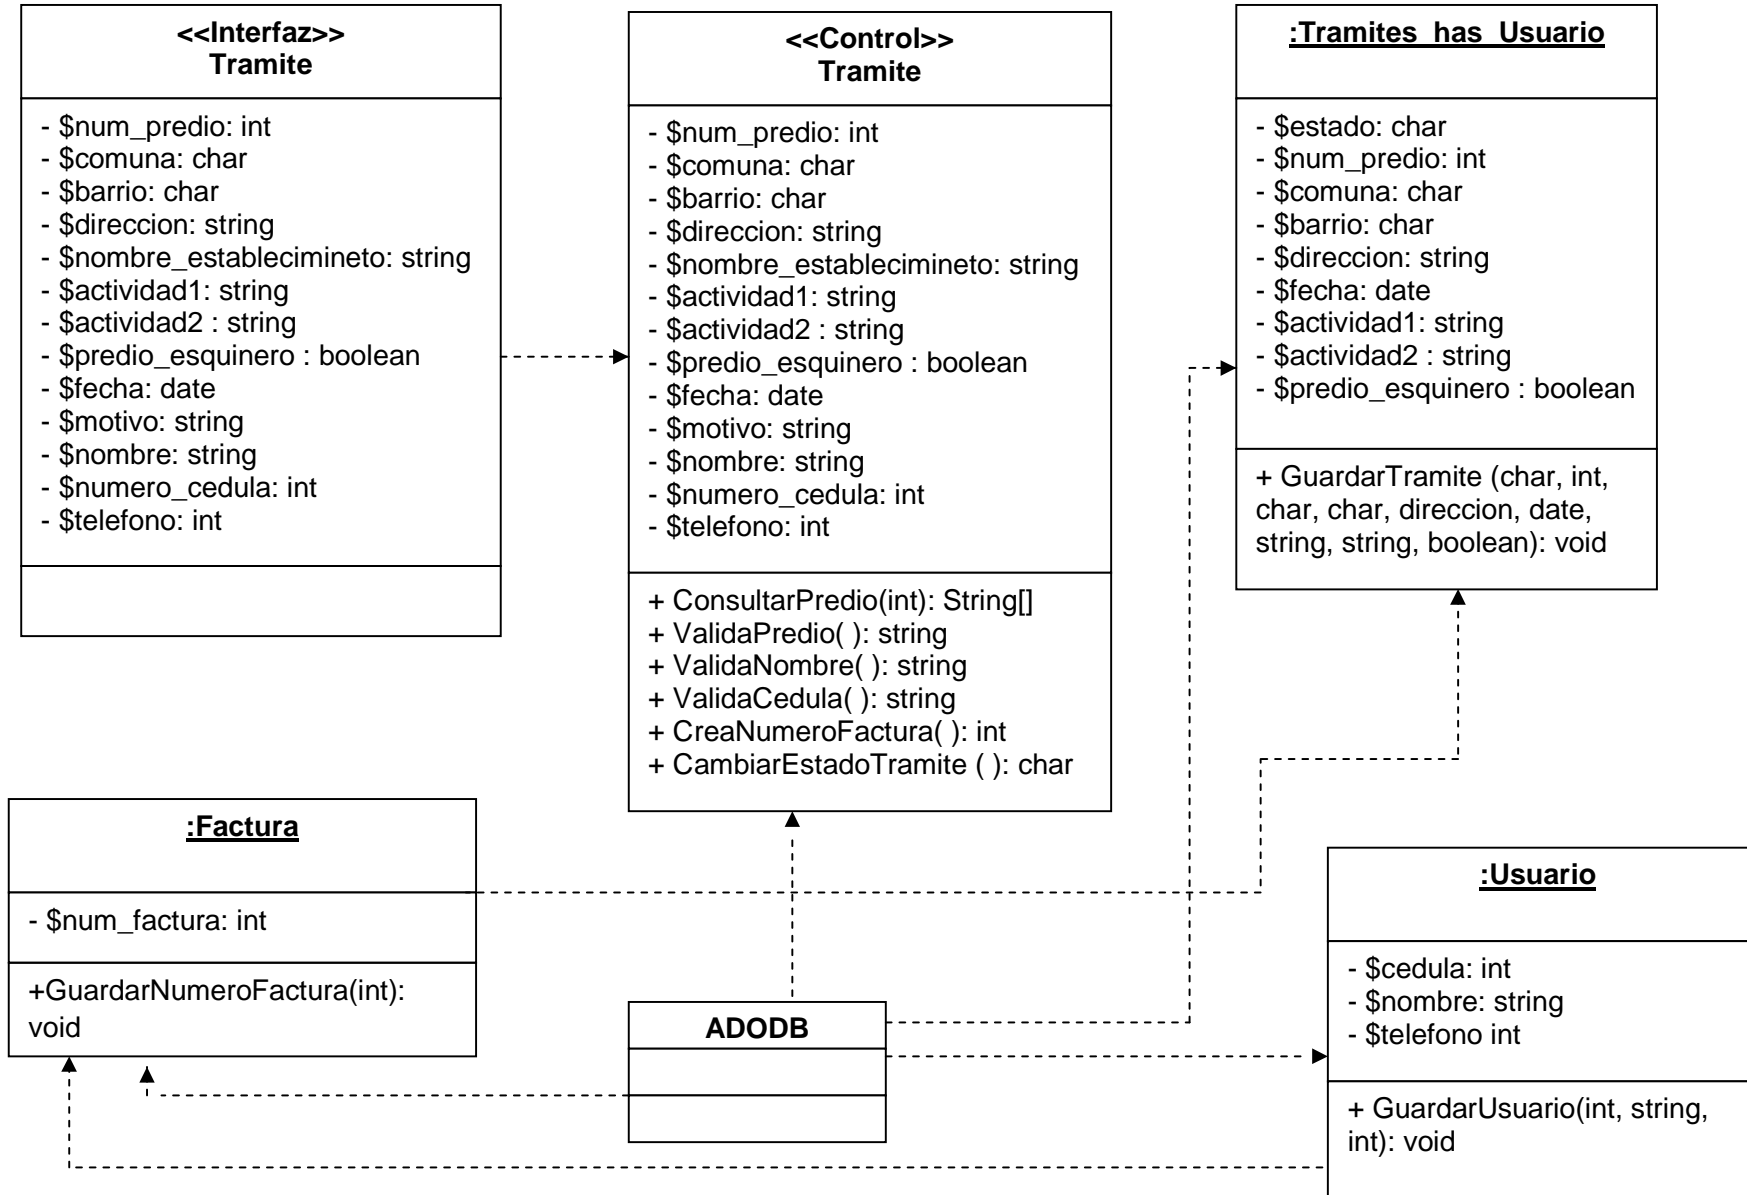 <<Interfaz>>
Tramite
- $num_predio: int
- $comuna: char
- $barrio: char
- $direccion: string
- $nombre_establecimineto: string
- $actividad1: string
- $actividad2 : string
- $predio_esquinero : boolean
- $fecha: date
- $motivo: string
- $nombre: string
- $numero_cedula: int
- $telefono: int
<<Control>>
Tramite
- $num_predio: int
- $comuna: char
- $barrio: char
- $direccion: string
- $nombre_establecimineto: string
- $actividad1: string
- $actividad2 : string
- $predio_esquinero : boolean
- $fecha: date
- $motivo: string
- $nombre: string
- $numero_cedula: int
- $telefono: int
+ ConsultarPredio(int): String[]
+ ValidaPredio( ): string
+ ValidaNombre( ): string
+ ValidaCedula( ): string
+ CreaNumeroFactura( ): int
+ CambiarEstadoTramite ( ): char
:Tramites_has_Usuario
- $estado: char
- $num_predio: int
- $comuna: char
- $barrio: char
- $direccion: string
- $fecha: date
- $actividad1: string
- $actividad2 : string
- $predio_esquinero : boolean
+ GuardarTramite (char, int,
char, char, direccion, date,
string, string, boolean): void
:Factura
- $num_factura: int
+GuardarNumeroFactura(int):
void
ADODB
:Usuario
- $cedula: int
- $nombre: string
- $telefono int
+ GuardarUsuario(int, string,
int): void